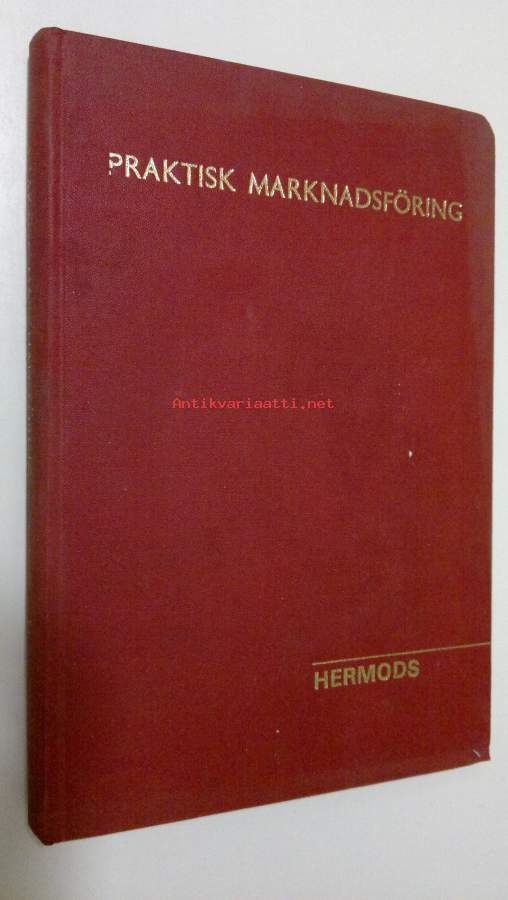 PRAKTISK MARKNADSFÖRING
Antikvariaatti.net
HERMODS